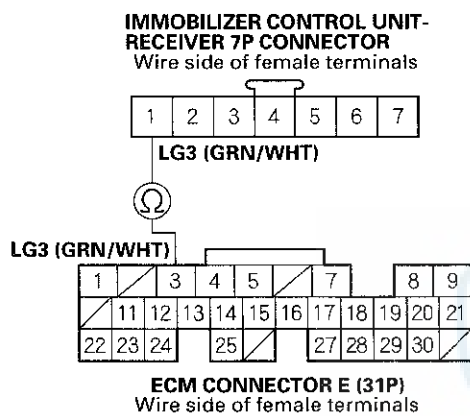 IMMOBILIZER CONTROL UNIT-
RECEIVER 7P CONNECTOR
Wire side of female terminals
1 2 3 4 5 6 7
LG3 (GRN/WHT)
Ω
LG3 (GRN/WHT)
1 3 4 5 7 8 9
11 12 13 14 15 16 17 18 19 20 21
22 23 24 25 27 28 29 30
ECM CONNECTOR E (31P)
Wire side of female terminals